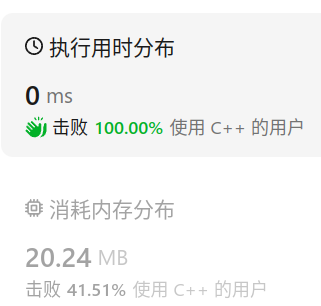 执行用时分布
0 ms
击败 100.00% 使用 C++ 的用户
消耗内存分布
20.24 MB
击败 41.51% 使用 C++ 的用户